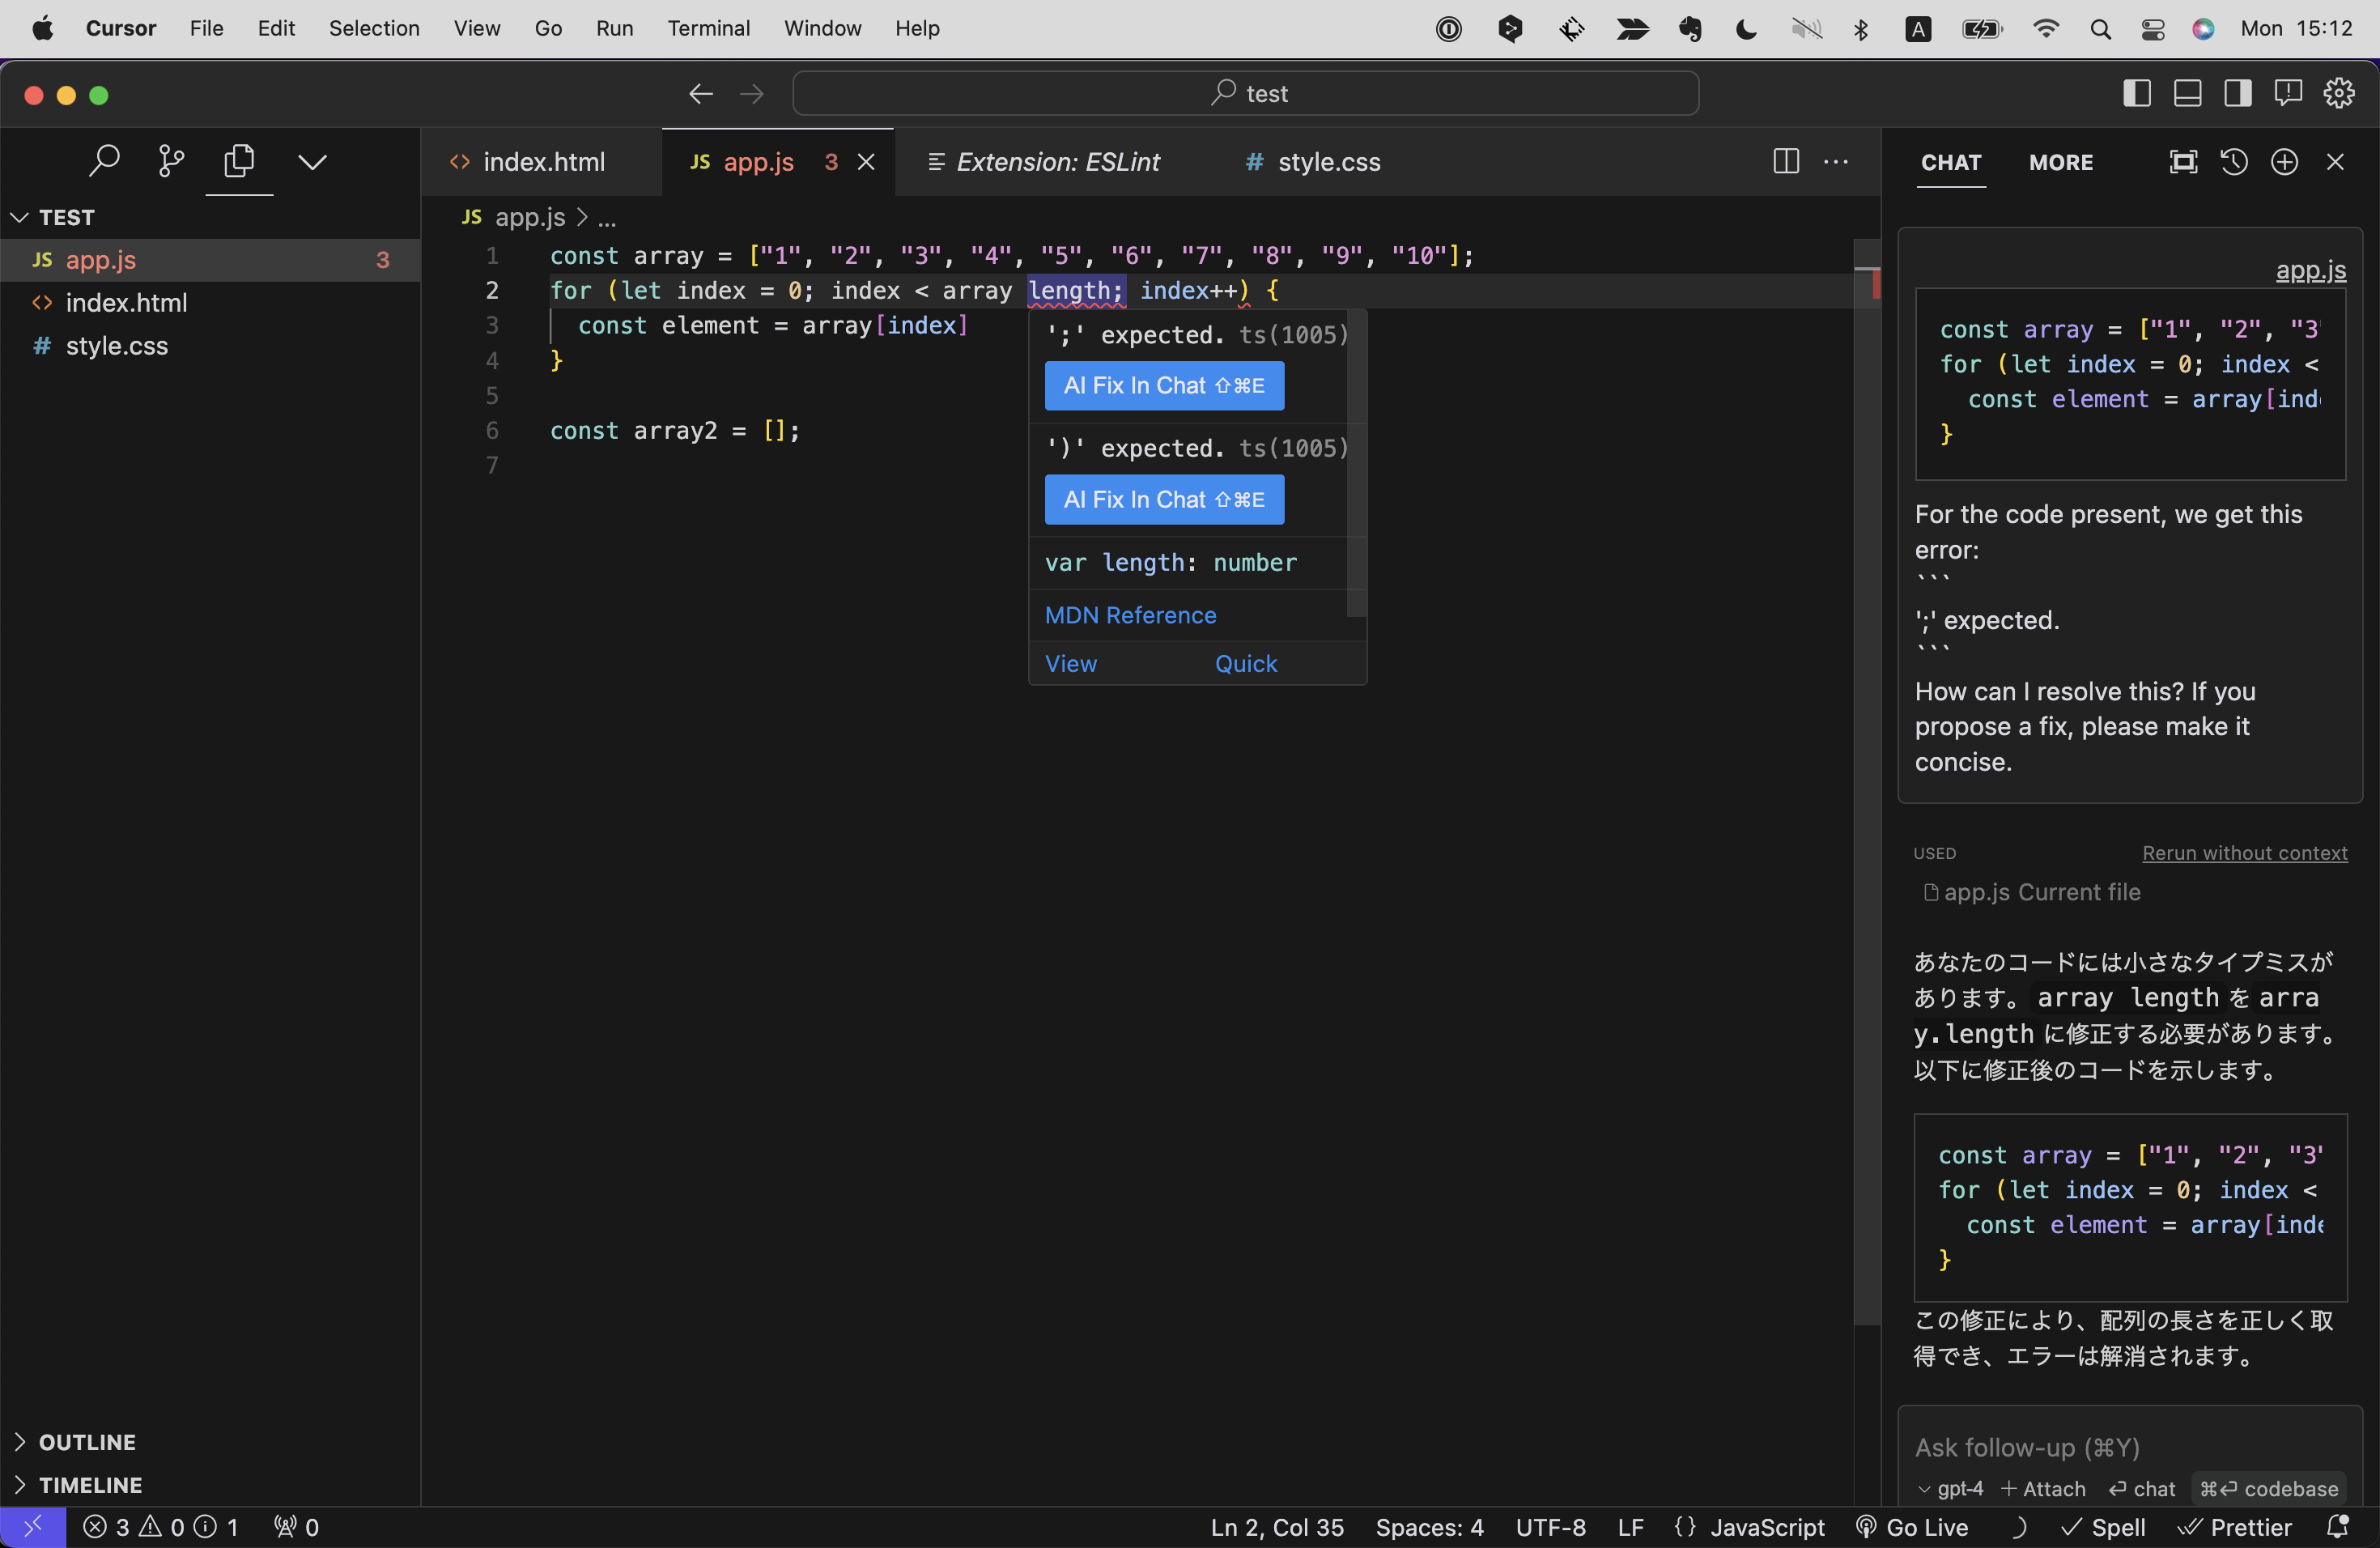 Cursor File Edit Selection View Go Run Terminal Window Help A Mon 15:12
test
index.html
JS app.js 3
Extension: ESLint
# style.css
CHAT MORE
TEST
JS app.js 3
index.html
# style.css
OUTLINE
TIMELINE
JS app.js > ...
1 const array = ["1", "2", "3", "4", "5", "6", "7", "8", "9", "10"];
2 for (let index = 0; index < array length; index++) {
3 const element = array[index]
4 }
5
6 const array2 = [];
7
';' expected. ts(1005)
AI Fix In Chat ⇧⌘E
')' expected. ts(1005)
AI Fix In Chat ⇧⌘E
var length: number
MDN Reference
View Quick
app.js
const array = ["1", "2", "3"
for (let index = 0; index <
const element = array[ind
}
For the code present, we get this
error:
```
';' expected.
```
How can I resolve this? If you
propose a fix, please make it
concise.
USED Rerun without context
app.js Current file
あなたのコードには小さなタイプミスが
あります。 array length を arra
y.length に修正する必要があります。
以下に修正後のコードを示します。
const array = ["1", "2", "3"
for (let index = 0; index <
const element = array[inde
}
この修正により、配列の長さを正しく取
得でき、エラーは解消されます。
Ask follow-up (⌘Y)
gpt-4 + Attach ↩ chat ⌘↩ codebase
3 0 1 0 Ln 2, Col 35 Spaces: 4 UTF-8 LF {} JavaScript Go Live Spell Prettier